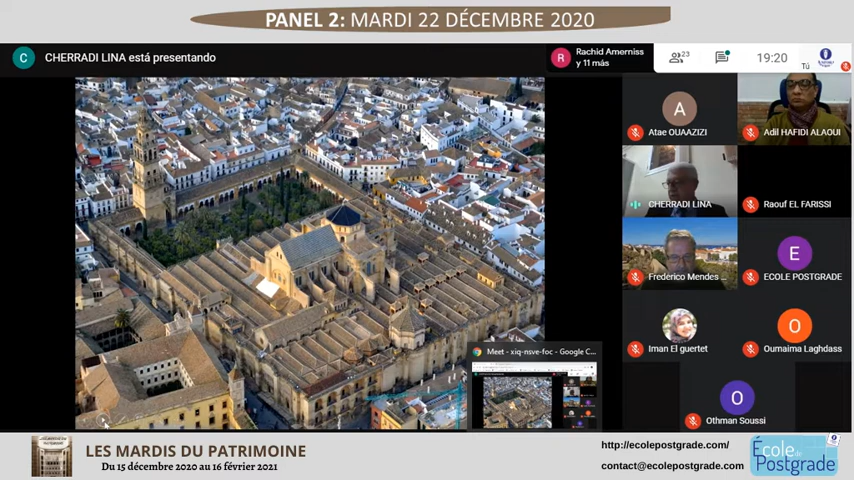 PANEL 2: MARDI 22 DÉCEMBRE 2020
C
CHERRADI LINA está presentando
R
Rachid Amerniss
y 11 más
23
19:20
Tú
A
Atae OUAAZIZI
Adil HAFIDI ALAOUI
CHERRADI LINA
Raouf EL FARISSI
Frederico Mendes ...
E
ECOLE POSTGRADE
Iman El guertet
O
Oumaima Laghdass
O
Othman Soussi
Meet - xiq-nsve-foc - Google C...
LES MARDIS DU PATRIMOINE
Du 15 décembre 2020 au 16 février 2021
http://ecolepostgrade.com/
contact@ecolepostgrade.com
École
de
Postgrade